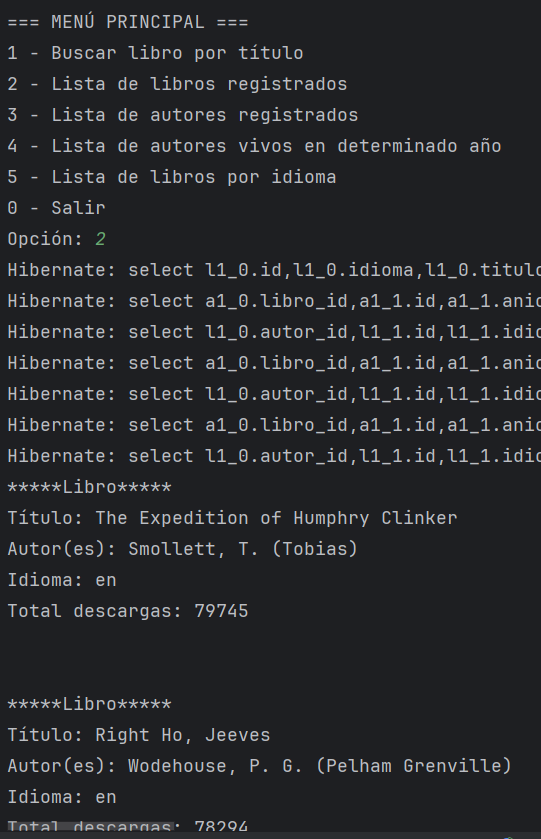 === MENÚ PRINCIPAL ===
1 - Buscar libro por título
2 - Lista de libros registrados
3 - Lista de autores registrados
4 - Lista de autores vivos en determinado año
5 - Lista de libros por idioma
0 - Salir
Opción: 2
Hibernate: select l1_0.id,l1_0.idioma,l1_0.titulo
Hibernate: select a1_0.libro_id,a1_1.id,a1_1.anio
Hibernate: select l1_0.autor_id,l1_1.id,l1_1.idio
Hibernate: select a1_0.libro_id,a1_1.id,a1_1.anio
Hibernate: select l1_0.autor_id,l1_1.id,l1_1.idio
Hibernate: select a1_0.libro_id,a1_1.id,a1_1.anio
Hibernate: select l1_0.autor_id,l1_1.id,l1_1.idio
*****Libro*****
Título: The Expedition of Humphry Clinker
Autor(es): Smollett, T. (Tobias)
Idioma: en
Total descargas: 79745
*****Libro*****
Título: Right Ho, Jeeves
Autor(es): Wodehouse, P. G. (Pelham Grenville)
Idioma: en
Total descargas: 78294